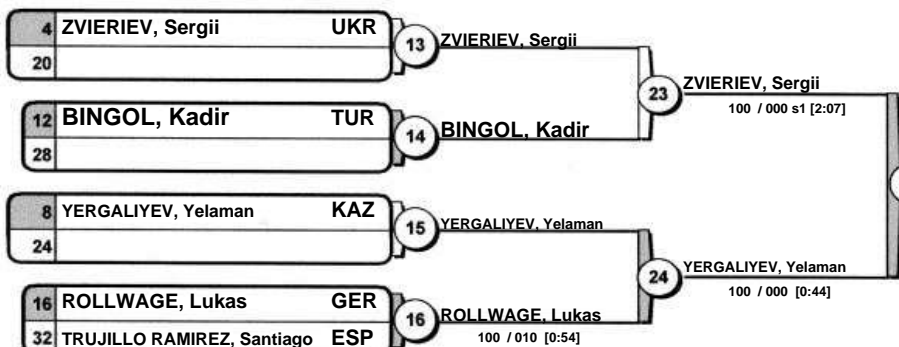 4 ZVIERIEV, Sergii UKR
20
13 ZVIERIEV, Sergii
12 BINGOL, Kadir TUR
28
14 BINGOL, Kadir
23 ZVIERIEV, Sergii
100 / 000 s1 [2:07]
8 YERGALIYEV, Yelaman KAZ
24
15 YERGALIYEV, Yelaman
16 ROLLWAGE, Lukas GER
32 TRUJILLO RAMIREZ, Santiago ESP
16 ROLLWAGE, Lukas
100 / 010 [0:54]
24 YERGALIYEV, Yelaman
100 / 000 [0:44]